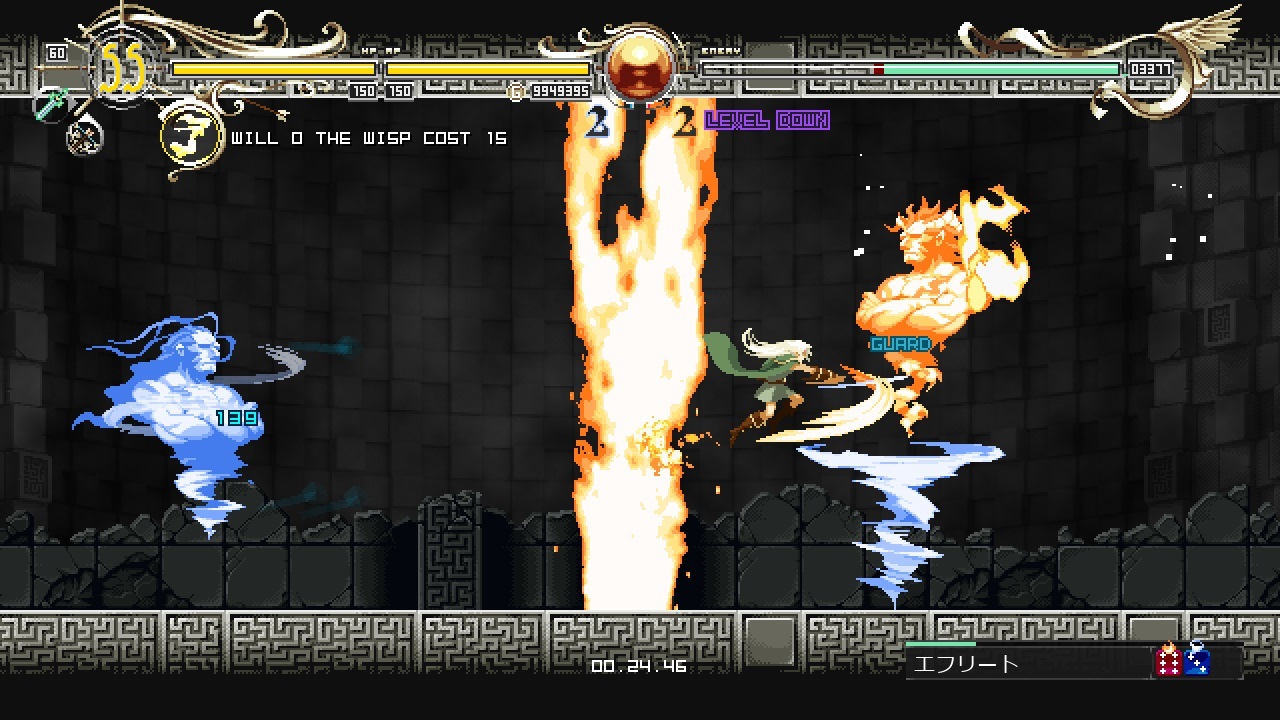 60
55
HP MP
150 150
G 9949395
ENEMY
03377
2 2
LEVEL DOWN
WILL O THE WISP COST 15
GUARD
139
00.24.46
エフリート